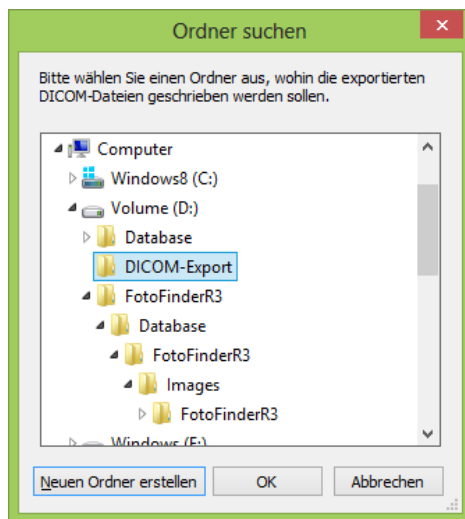 Ordner suchen
Bitte wählen Sie einen Ordner aus, wohin die exportierten
DICOM-Dateien geschrieben werden sollen.
Computer
Windows8 (C:)
Volume (D:)
Database
DICOM-Export
FotoFinderR3
Database
FotoFinderR3
Images
FotoFinderR3
Windows (E:)
Neuen Ordner erstellen OK Abbrechen